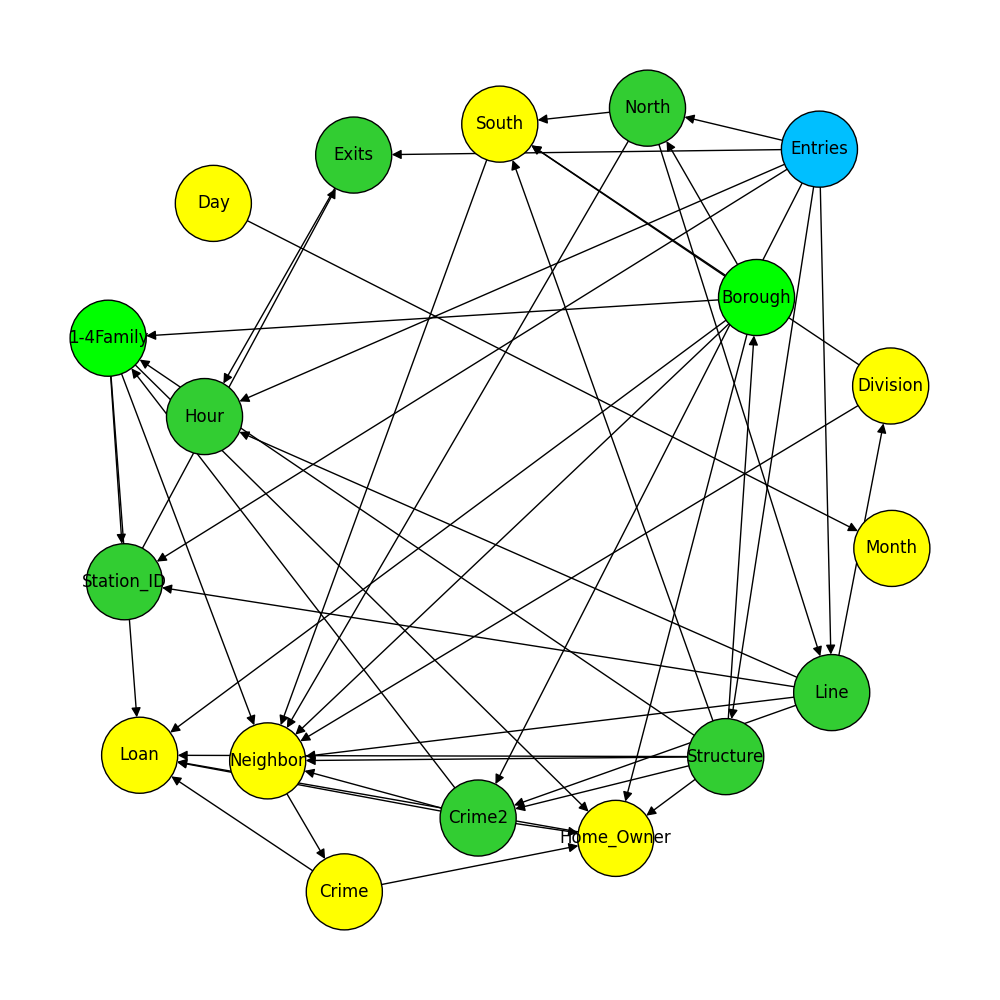 North
South
Entries
Exits
Day
Borough
1-4Family
Division
Hour
Month
Station_ID
Line
Loan
Structure
Neighbor
Crime2
Home_Owner
Crime